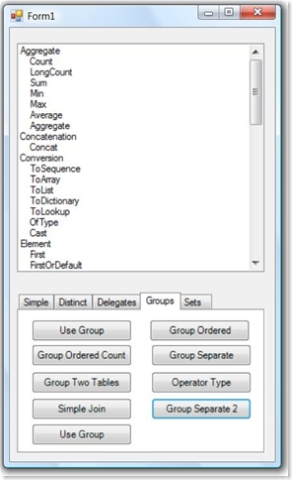 Form1
Aggregate
Count
LongCount
Sum
Min
Max
Average
Aggregate
Concatenation
Concat
Conversion
ToSequence
ToArray
ToList
ToDictionary
ToLookup
OfType
Cast
Element
First
FirstOrDefault
Simple Distinct Delegates Groups Sets
Use Group Group Ordered
Group Ordered Count Group Separate
Group Two Tables Operator Type
Simple Join Group Separate 2
Use Group